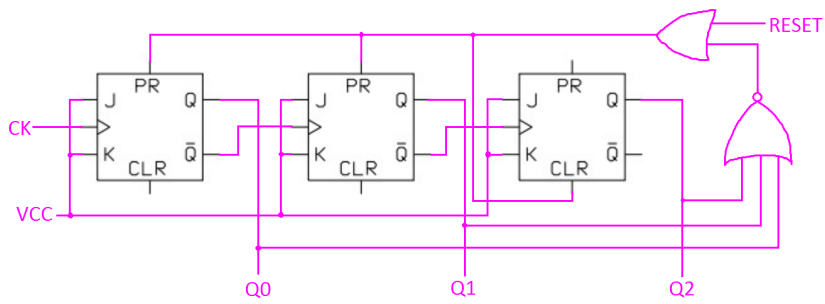 RESET
PR PR PR
J Q J Q J Q
CK
K Q̅ K Q̅ K Q̅
CLR CLR CLR
VCC
Q0 Q1 Q2